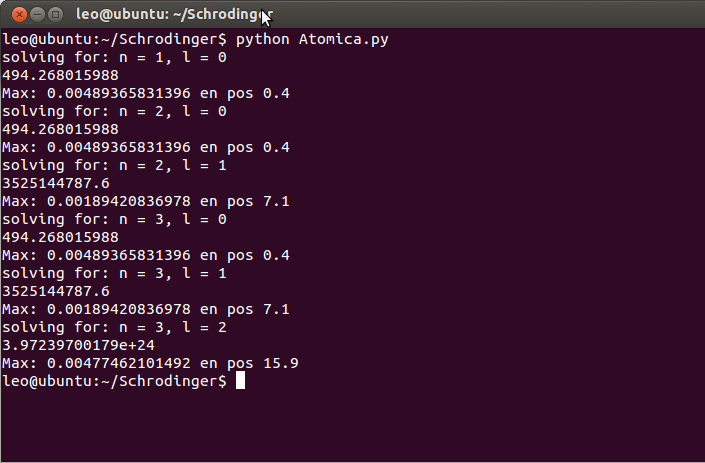 leo@ubuntu: ~/Schrodinger
leo@ubuntu:~/Schrodinger$ python Atomica.py
solving for: n = 1, l = 0
494.268015988
Max: 0.00489365831396 en pos 0.4
solving for: n = 2, l = 0
494.268015988
Max: 0.00489365831396 en pos 0.4
solving for: n = 2, l = 1
3525144787.6
Max: 0.00189420836978 en pos 7.1
solving for: n = 3, l = 0
494.268015988
Max: 0.00489365831396 en pos 0.4
solving for: n = 3, l = 1
3525144787.6
Max: 0.00189420836978 en pos 7.1
solving for: n = 3, l = 2
3.97239700179e+24
Max: 0.00477462101492 en pos 15.9
leo@ubuntu:~/Schrodinger$